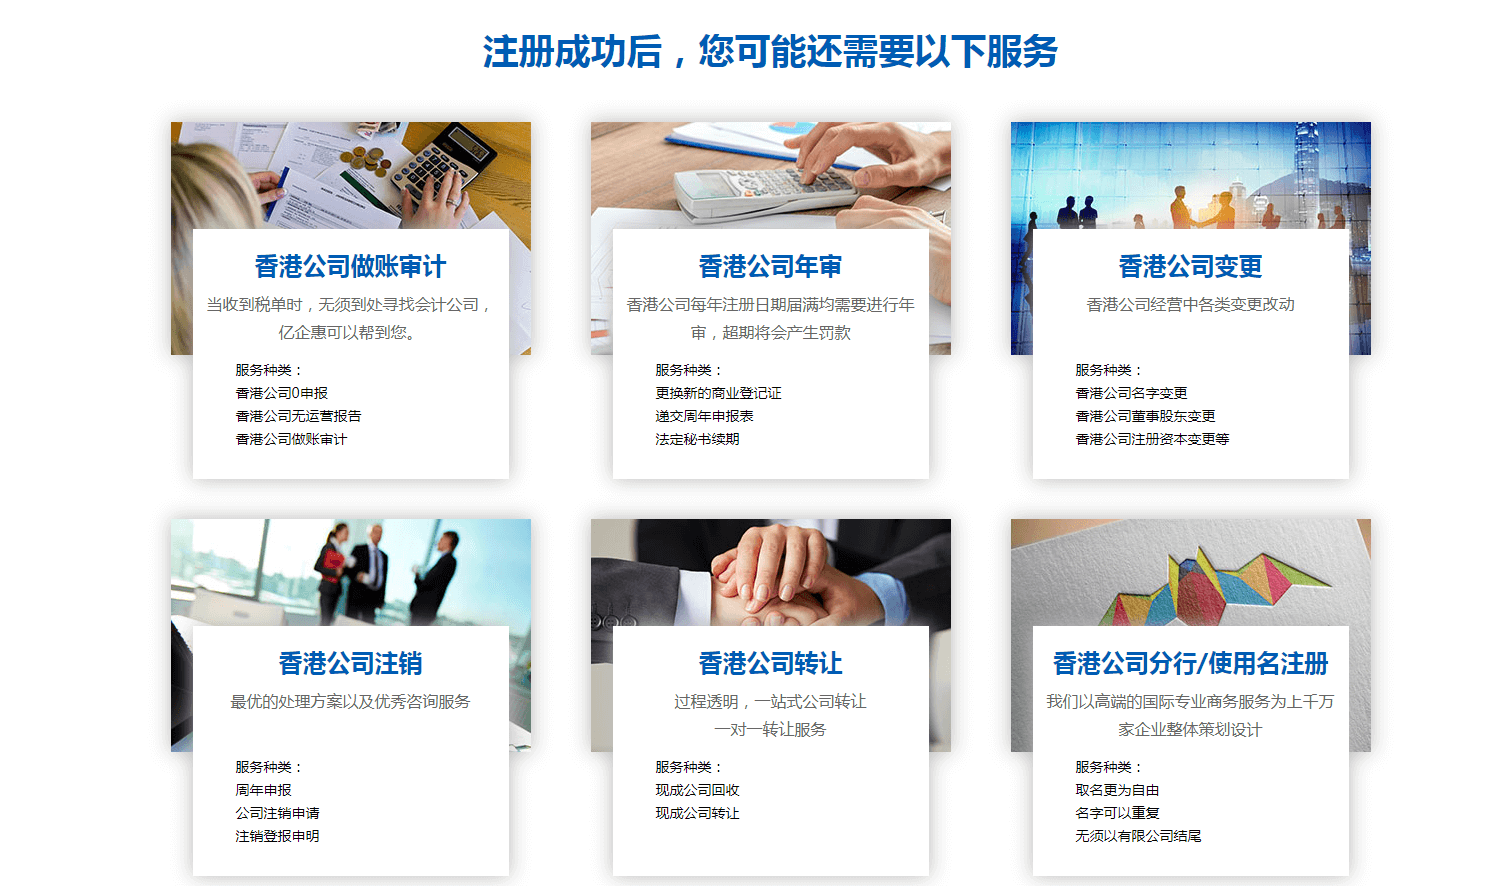 注册成功后，您可能还需要以下服务
香港公司做账审计
当收到税单时，无须到处寻找会计公司，
亿企惠可以帮到您。
服务种类：
香港公司0申报
香港公司无运营报告
香港公司做账审计
香港公司年审
香港公司每年注册日期届满均需要进行年
审，超期将会产生罚款
服务种类：
更换新的商业登记证
递交周年申报表
法定秘书续期
香港公司变更
香港公司经营中各类变更改动
服务种类：
香港公司名字变更
香港公司董事股东变更
香港公司注册资本变更等
香港公司注销
最优的处理方案以及优秀咨询服务
服务种类：
周年申报
公司注销申请
注销登报申明
香港公司转让
过程透明，一站式公司转让
一对一转让服务
服务种类：
现成公司回收
现成公司转让
香港公司分行/使用名注册
我们以高端的国际专业商务服务为上千万
家企业整体策划设计
服务种类：
取名更为自由
名字可以重复
无须以有限公司结尾